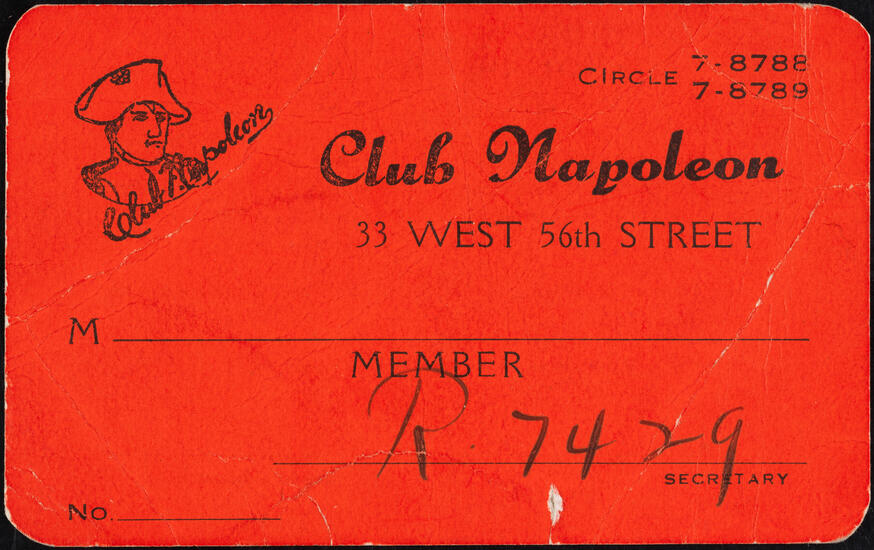 Club Napoleon
CIRCLE 7-8788
7-8789
Club Napoleon
33 WEST 56th STREET
M
MEMBER
R. 7429
SECRETARY
No.